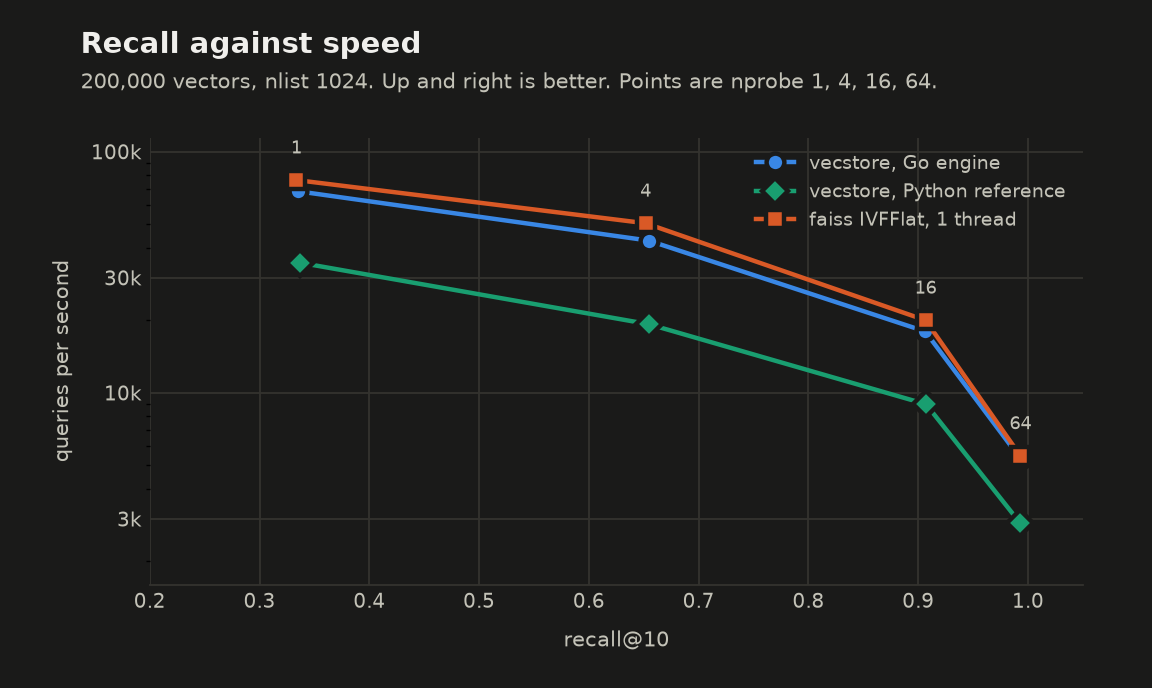 Recall against speed
200,000 vectors, nlist 1024. Up and right is better. Points are nprobe 1, 4, 16, 64.
100k
30k
10k
3k
queries per second
1
4
16
64
vecstore, Go engine
vecstore, Python reference
faiss IVFFlat, 1 thread
0.2 0.3 0.4 0.5 0.6 0.7 0.8 0.9 1.0
recall@10